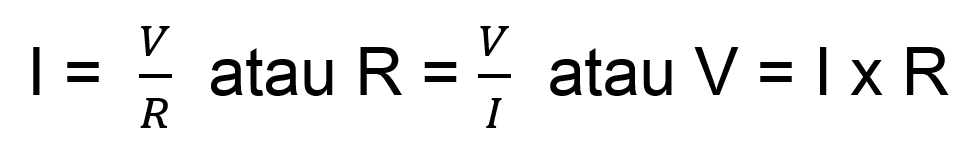 I = V/R atau R = V/I atau V = I x R